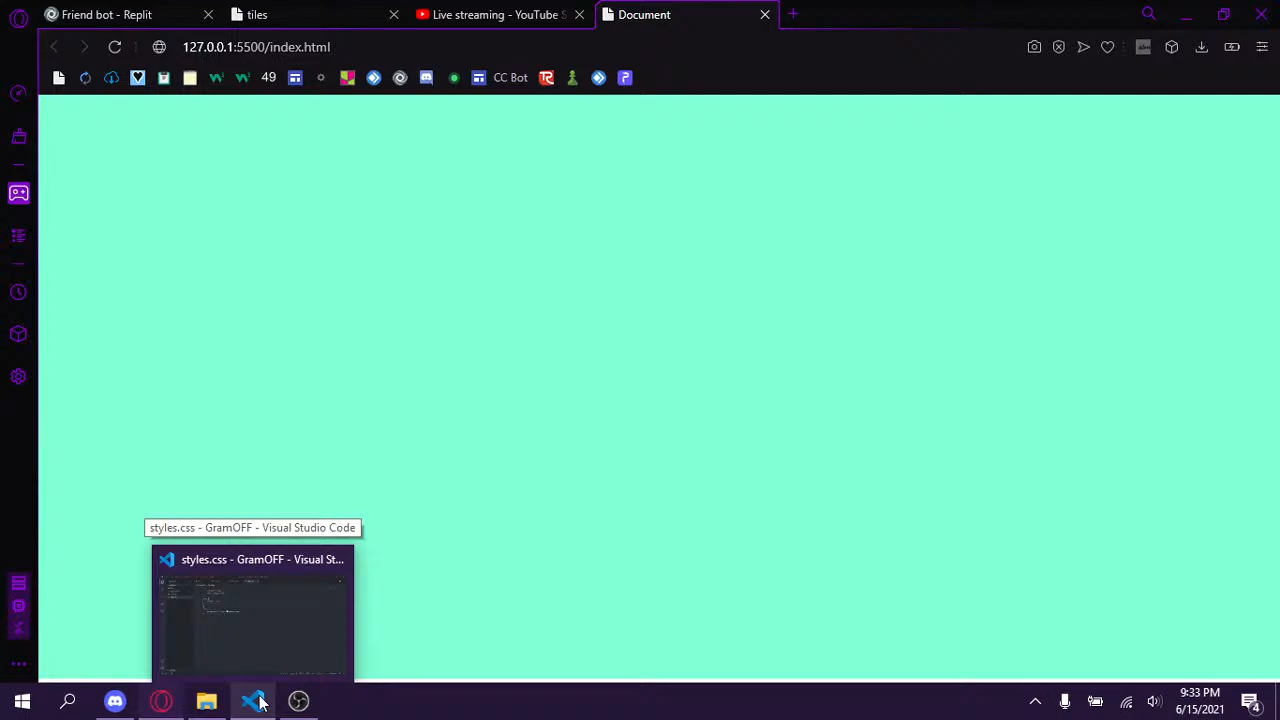 Friend bot - Replit
tiles
Live streaming - YouTube S
Document
127.0.0.1:5500/index.html
49
CC Bot
styles.css - GramOFF - Visual Studio Code
styles.css - GramOFF - Visual St...
9:33 PM
6/15/2021
4